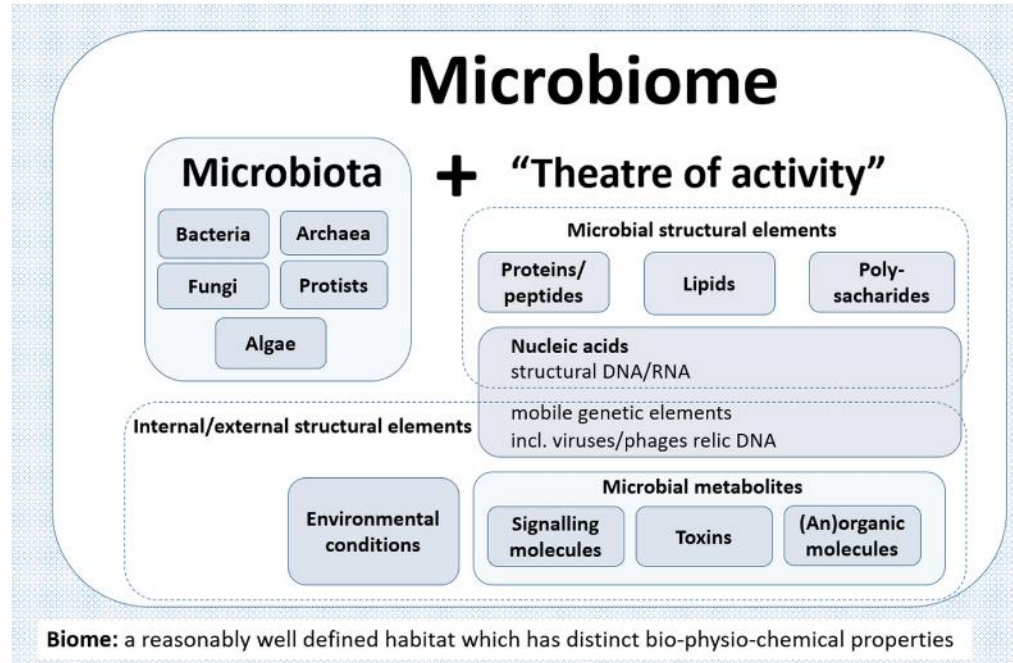 Microbiome
Microbiota + “Theatre of activity”
Bacteria
Archaea
Fungi
Protists
Algae
Microbial structural elements
Proteins/
peptides
Lipids
Poly-
sacharides
Nucleic acids
structural DNA/RNA
mobile genetic elements
incl. viruses/phages relic DNA
Internal/external structural elements
Environmental
conditions
Microbial metabolites
Signalling
molecules
Toxins
(An)organic
molecules
Biome: a reasonably well defined habitat which has distinct bio-physio-chemical properties